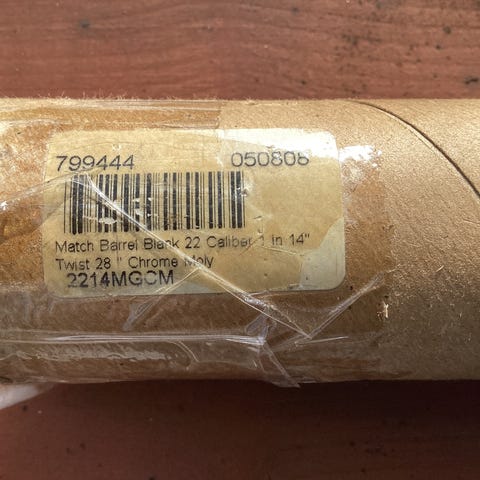 799444 050808
Match Barrel Blank 22 Caliber 1 in 14"
Twist 28 " Chrome Moly
2214MGCM